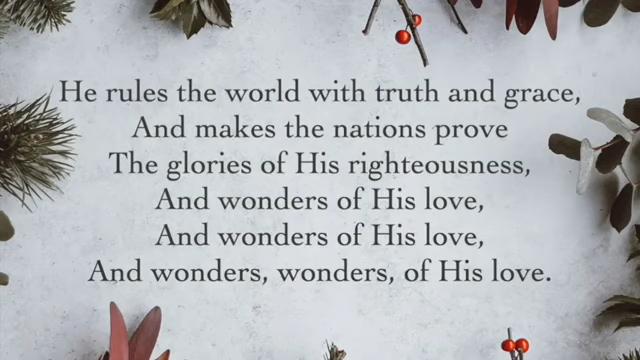 He rules the world with truth and grace,
And makes the nations prove
The glories of His righteousness,
And wonders of His love,
And wonders of His love,
And wonders, wonders, of His love.